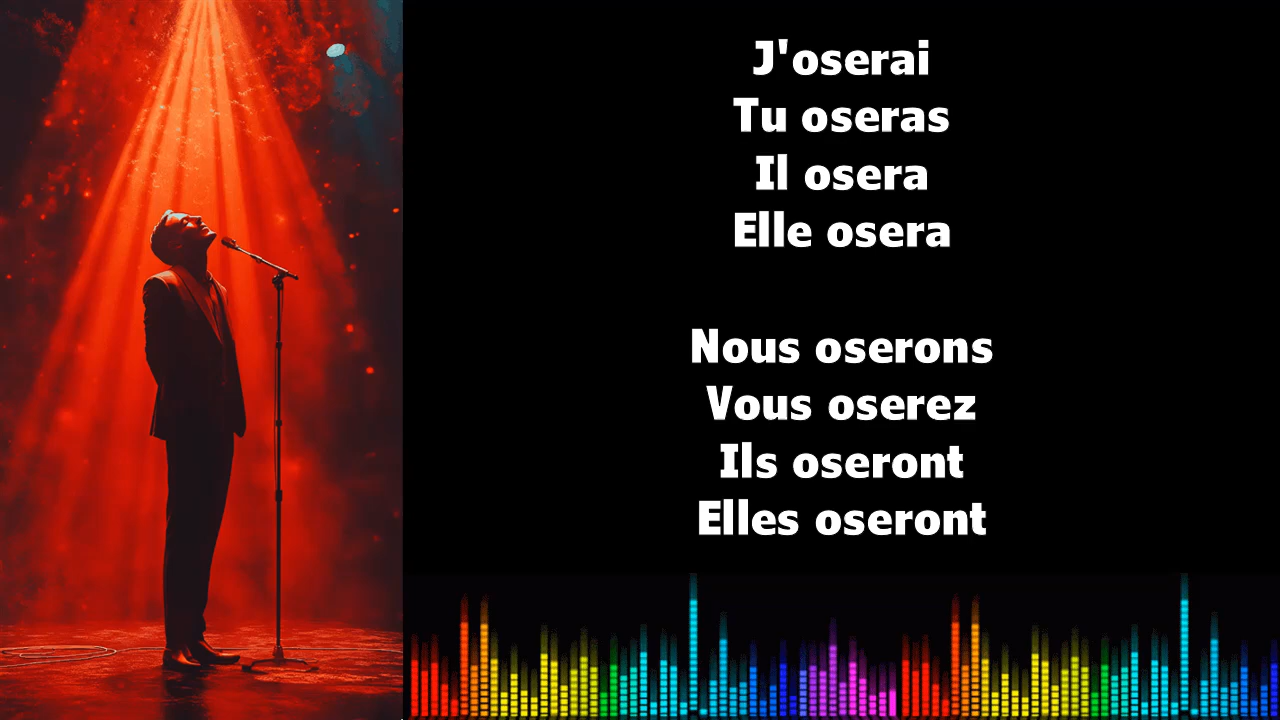 J'oserai
Tu oseras
Il osera
Elle osera
Nous oserons
Vous oserez
Ils oseront
Elles oseront